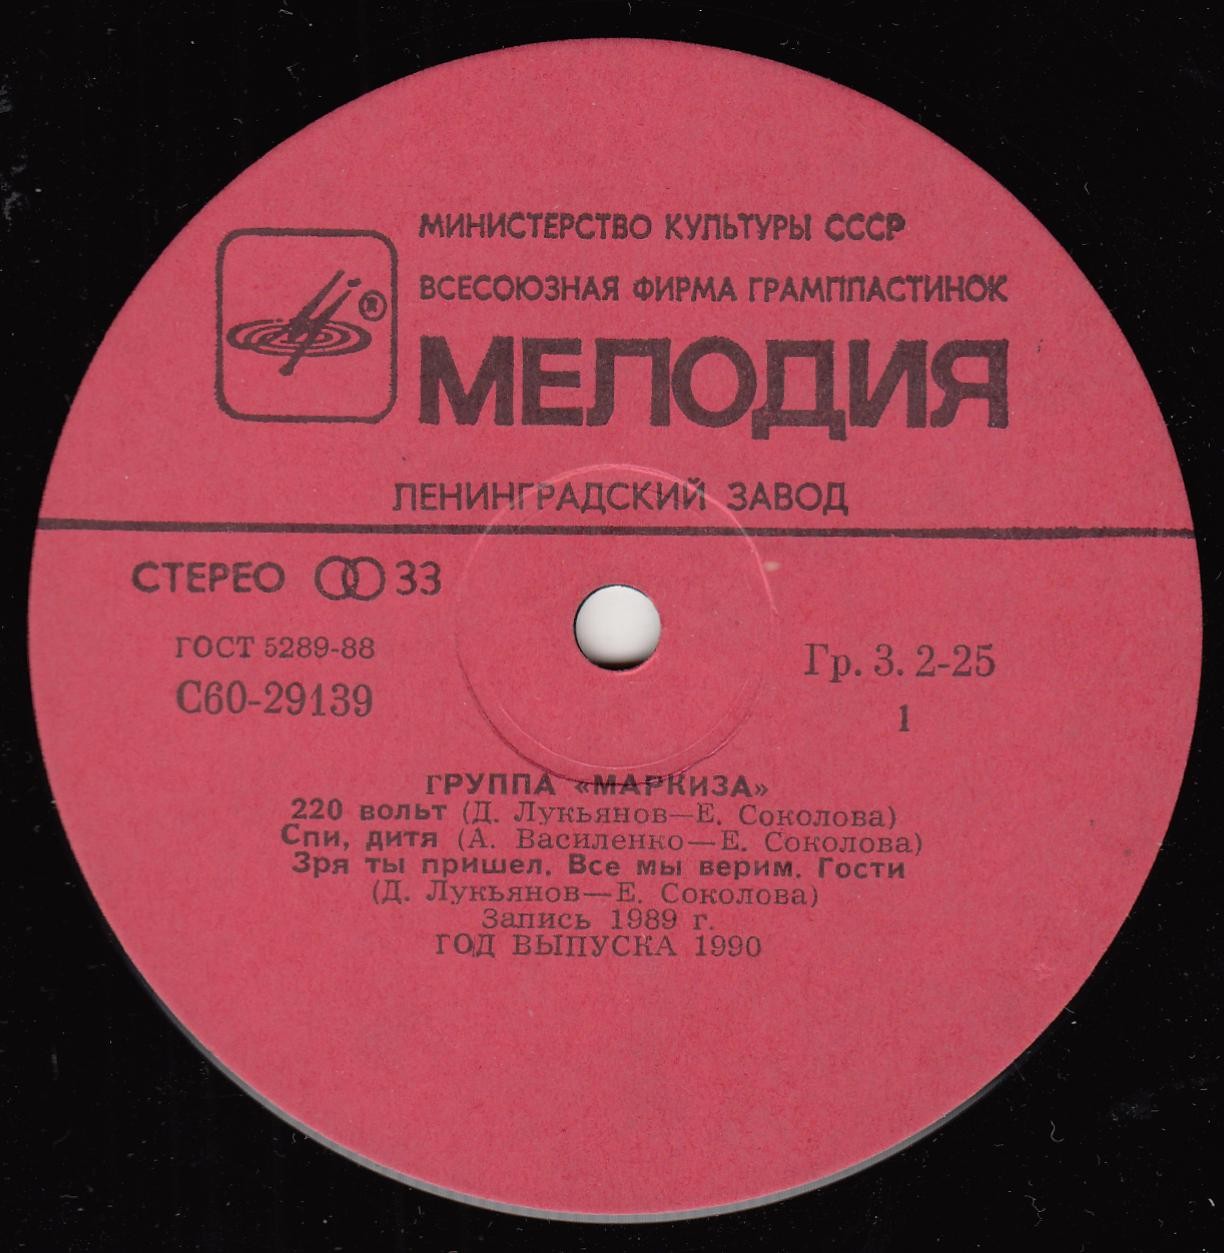 МИНИСТЕРСТВО КУЛЬТУРЫ СССР
ВСЕСОЮЗНАЯ ФИРМА ГРАМППАСТИНОК
®
МЕЛОДИЯ
ЛЕНИНГРАДСКИЙ ЗАВОД
СТЕРЕО 33
ГОСТ 5289-88
С60-29139
Гр. 3. 2-25
1
ГРУППА «МАРКИЗА»
220 вольт (Д. Лукьянов—Е. Соколова)
Спи, дитя (А. Василенко—Е. Соколова)
Зря ты пришел. Все мы верим. Гости
(Д. Лукьянов—Е. Соколова)
Запись 1989 г.
ГОД ВЫПУСКА 1990